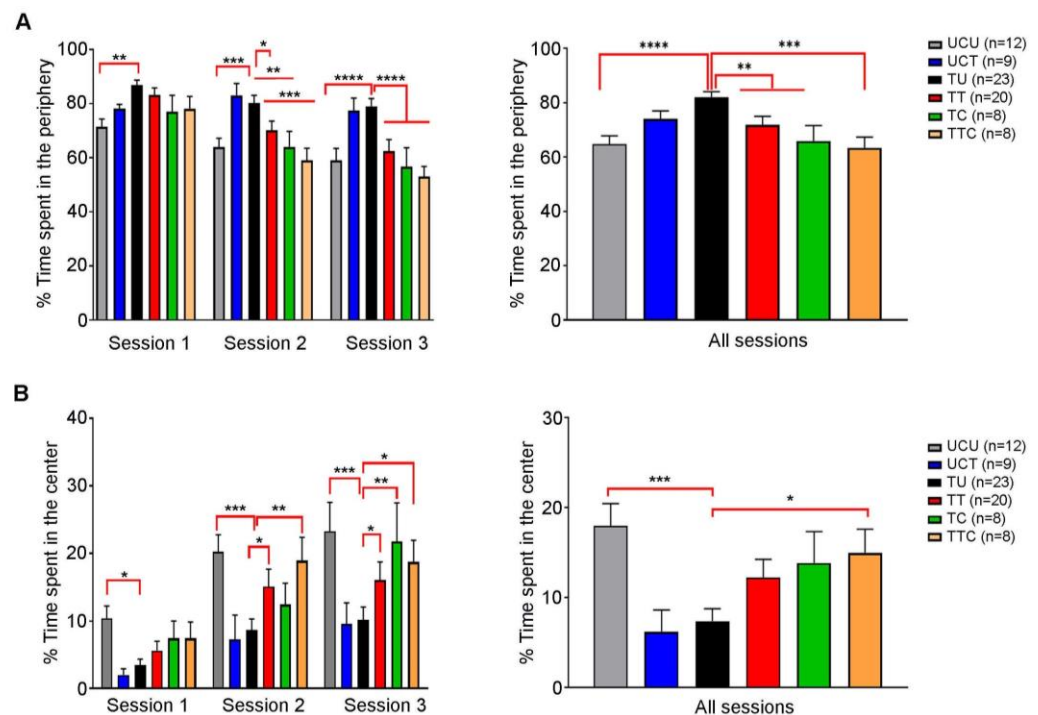 A
% Time spent in the periphery
100
80
60
40
20
0
**
***
*
**
***
****
****
Session 1
Session 2
Session 3
% Time spent in the periphery
100
80
60
40
20
0
****
***
**
All sessions
UCU (n=12)
UCT (n=9)
TU (n=23)
TT (n=20)
TC (n=8)
TTC (n=8)
B
% Time spent in the center
40
30
20
10
0
*
***
**
*
***
*
**
*
Session 1
Session 2
Session 3
% Time spent in the center
30
20
10
0
***
*
All sessions
UCU (n=12)
UCT (n=9)
TU (n=23)
TT (n=20)
TC (n=8)
TTC (n=8)